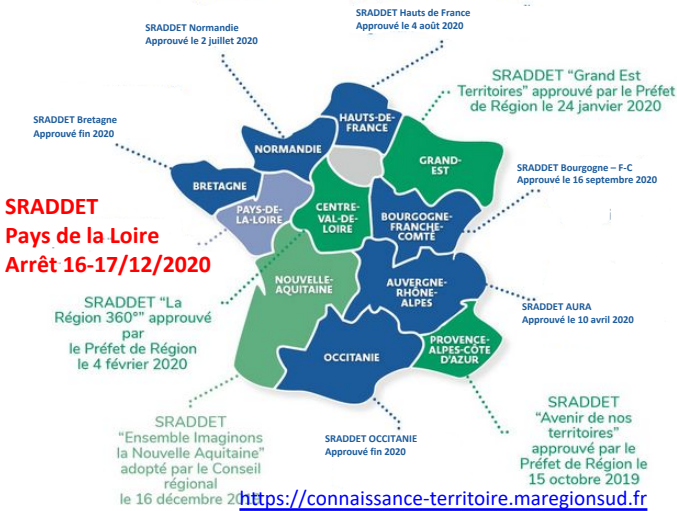 SRADDET Hauts de France
Approuvé le 4 août 2020
SRADDET Normandie
Approuvé le 2 juillet 2020
SRADDET "Grand Est
Territoires" approuvé par le Préfet
de Région le 24 janvier 2020
SRADDET Bretagne
Approuvé fin 2020
HAUTS-DE-
FRANCE
NORMANDIE
GRAND-
EST
SRADDET Bourgogne – F-C
Approuvé le 16 septembre 2020
BRETAGNE
PAYS-DE-
LA-LOIRE
CENTRE-
VAL-DE-
LOIRE
BOURGOGNE-
FRANCHE-
COMTÉ
SRADDET
Pays de la Loire
Arrêt 16-17/12/2020
NOUVELLE-
AQUITAINE
AUVERGNE-
RHÔNE-
ALPES
SRADDET "La
Région 360°" approuvé
par
le Préfet de Région
le 4 février 2020
SRADDET AURA
Approuvé le 10 avril 2020
OCCITANIE
PROVENCE-
ALPES-CÔTE
D'AZUR
SRADDET
"Ensemble Imaginons
la Nouvelle Aquitaine"
adopté par le Conseil
régional
le 16 décembre
SRADDET OCCITANIE
Approuvé fin 2020
SRADDET
"Avenir de nos
territoires"
approuvé par le
Préfet de Région le
15 octobre 2019
https://connaissance-territoire.maregionsud.fr